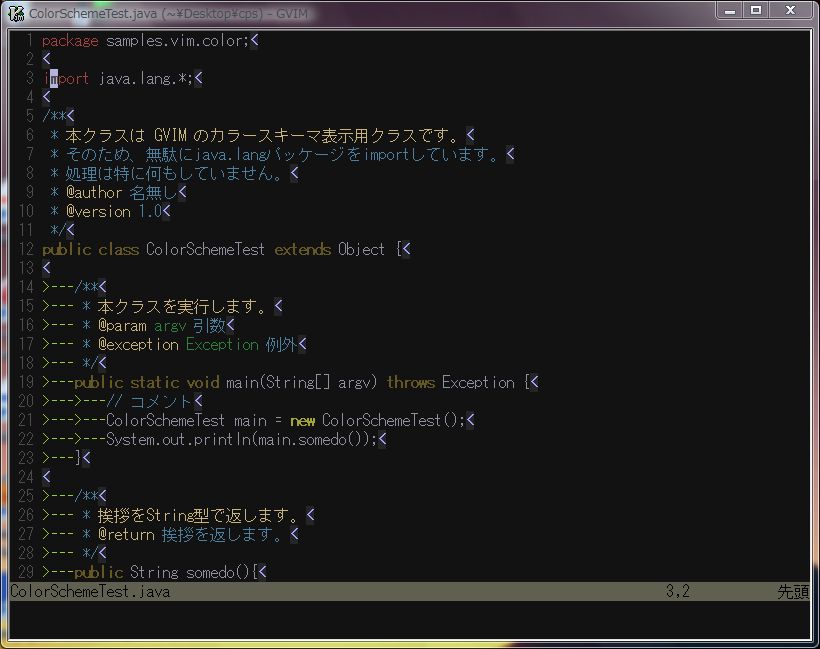 ColorSchemeTest.java (~¥Desktop¥cps) - GVIM
1 package samples.vim.color;<
2 <
3 import java.lang.*;<
4 <
5 /**<
6  * 本クラスは GVIM のカラースキーマ表示用クラスです。<
7  * そのため、無駄にjava.langパッケージをimportしています。<
8  * 処理は特に何もしていません。<
9  * @author 名無し<
10  * @version 1.0<
11  */<
12 public class ColorSchemeTest extends Object {<
13 <
14 >---/**<
15 >--- * 本クラスを実行します。<
16 >--- * @param argv 引数<
17 >--- * @exception Exception 例外<
18 >--- */<
19 >---public static void main(String[] argv) throws Exception {<
20 >--->---// コメント<
21 >--->---ColorSchemeTest main = new ColorSchemeTest();<
22 >--->---System.out.println(main.somedo());<
23 >---}<
24 <
25 >---/**<
26 >--- * 挨拶をString型で返します。<
27 >--- * @return 挨拶を返します。<
28 >--- */<
29 >---public String somedo(){<
ColorSchemeTest.java 3,2 先頭